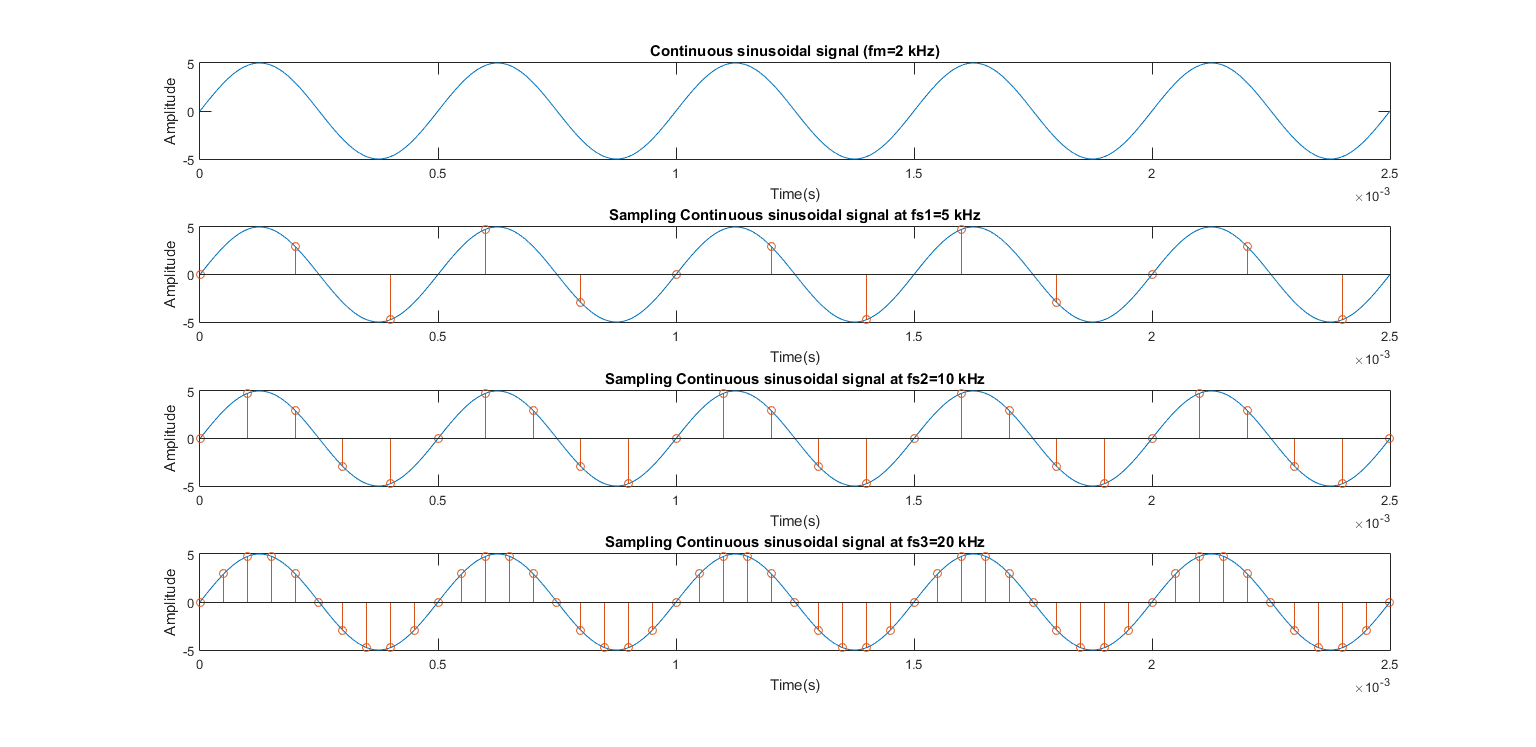 Continuous sinusoidal signal (fm=2 kHz)
Amplitude
5
0
-5
0 0.5 1 1.5 2 2.5
Time(s)
×10-3
Sampling Continuous sinusoidal signal at fs1=5 kHz
Amplitude
5
0
-5
0 0.5 1 1.5 2 2.5
Time(s)
×10-3
Sampling Continuous sinusoidal signal at fs2=10 kHz
Amplitude
5
0
-5
0 0.5 1 1.5 2 2.5
Time(s)
×10-3
Sampling Continuous sinusoidal signal at fs3=20 kHz
Amplitude
5
0
-5
0 0.5 1 1.5 2 2.5
Time(s)
×10-3